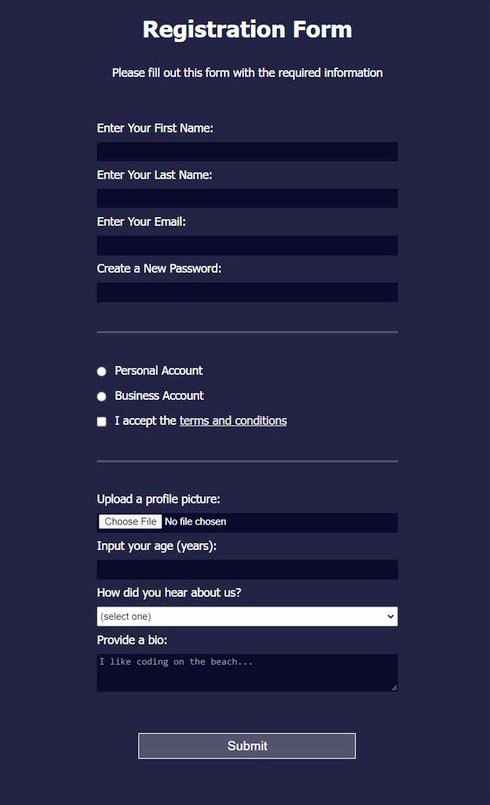 Registration Form
Please fill out this form with the required information
Enter Your First Name:
Enter Your Last Name:
Enter Your Email:
Create a New Password:
Personal Account
Business Account
I accept the terms and conditions
Upload a profile picture:
Choose File No file chosen
Input your age (years):
How did you hear about us?
(select one)
Provide a bio:
I like coding on the beach...
Submit